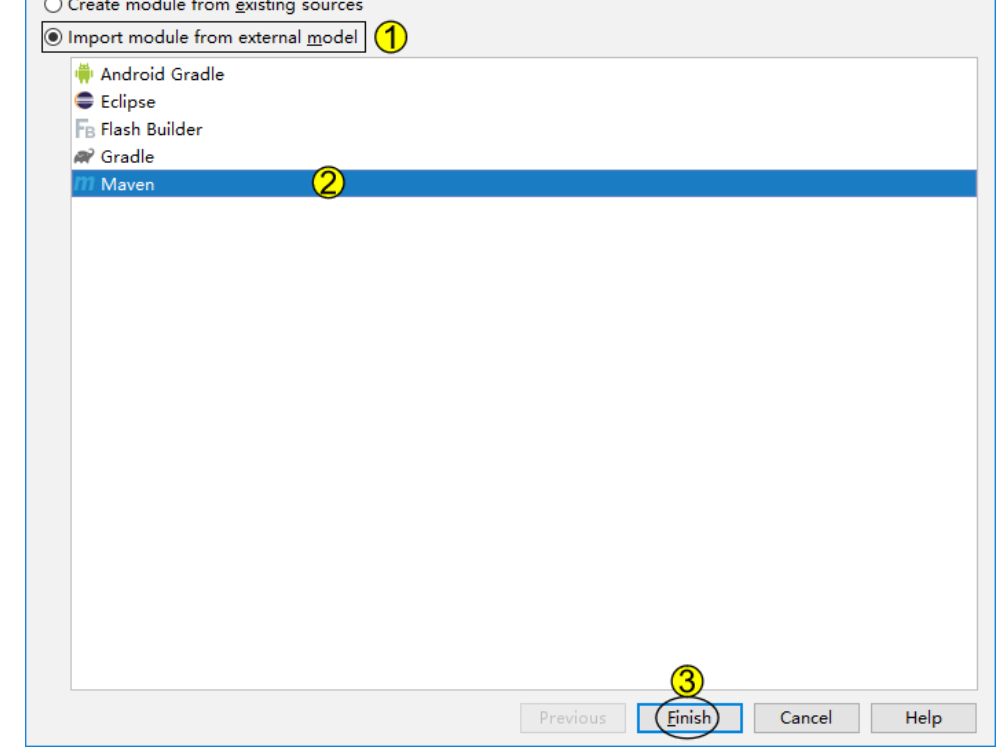 Create module from existing sources
Import module from external model 1
Android Gradle
Eclipse
FB Flash Builder
Gradle
m Maven 2
3
Previous Finish Cancel Help